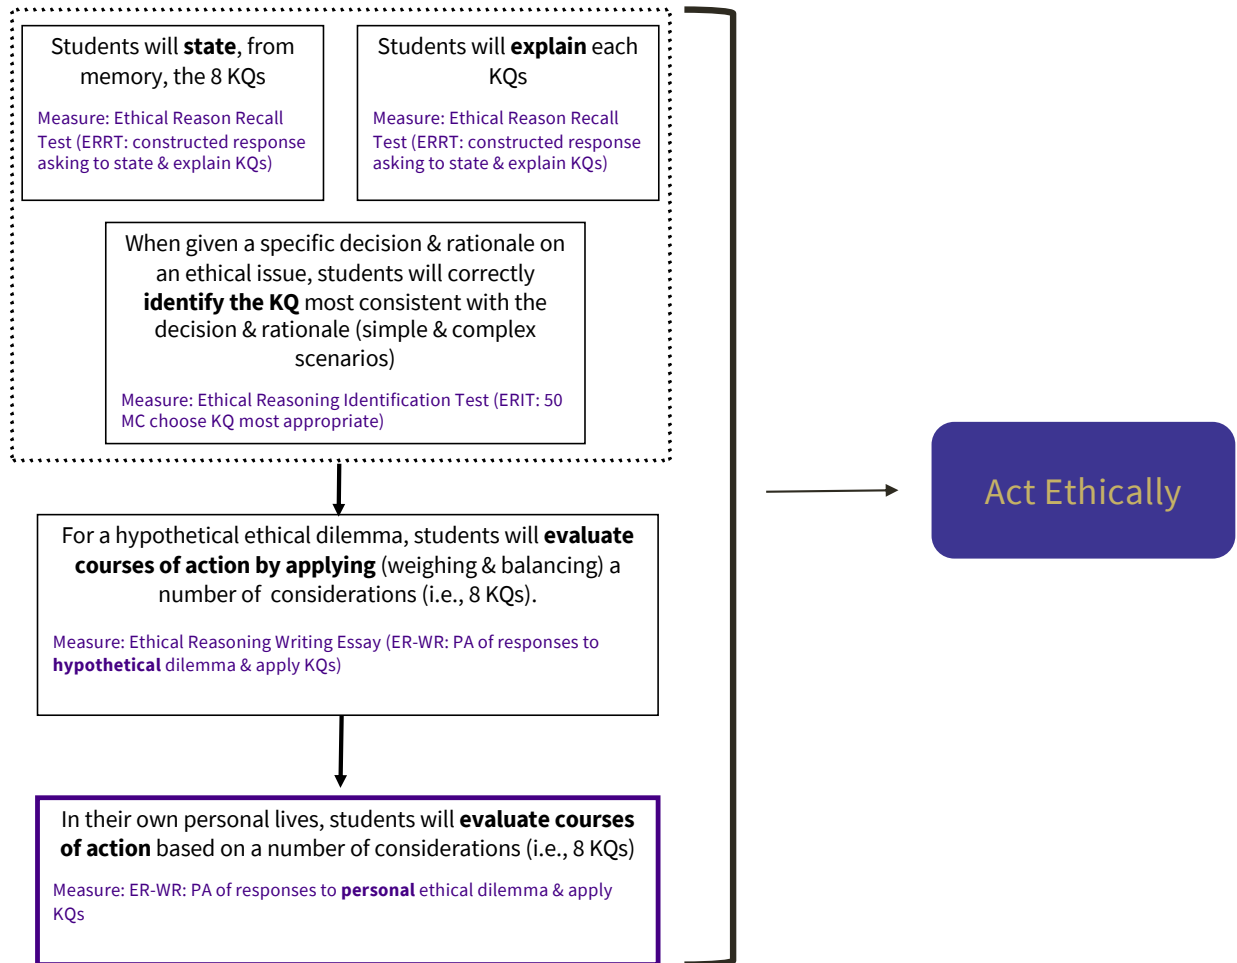 Students will state, from
memory, the 8 KQs
Measure: Ethical Reason Recall
Test (ERRT: constructed response
asking to state & explain KQs)
Students will explain each
KQs
Measure: Ethical Reason Recall
Test (ERRT: constructed response
asking to state & explain KQs)
When given a specific decision & rationale on
an ethical issue, students will correctly
identify the KQ most consistent with the
decision & rationale (simple & complex
scenarios)
Measure: Ethical Reasoning Identification Test (ERIT: 50
MC choose KQ most appropriate)
For a hypothetical ethical dilemma, students will evaluate
courses of action by applying (weighing & balancing) a
number of considerations (i.e., 8 KQs).
Measure: Ethical Reasoning Writing Essay (ER-WR: PA of responses to
hypothetical dilemma & apply KQs)
In their own personal lives, students will evaluate courses
of action based on a number of considerations (i.e., 8 KQs)
Measure: ER-WR: PA of responses to personal ethical dilemma & apply
KQs
Act Ethically